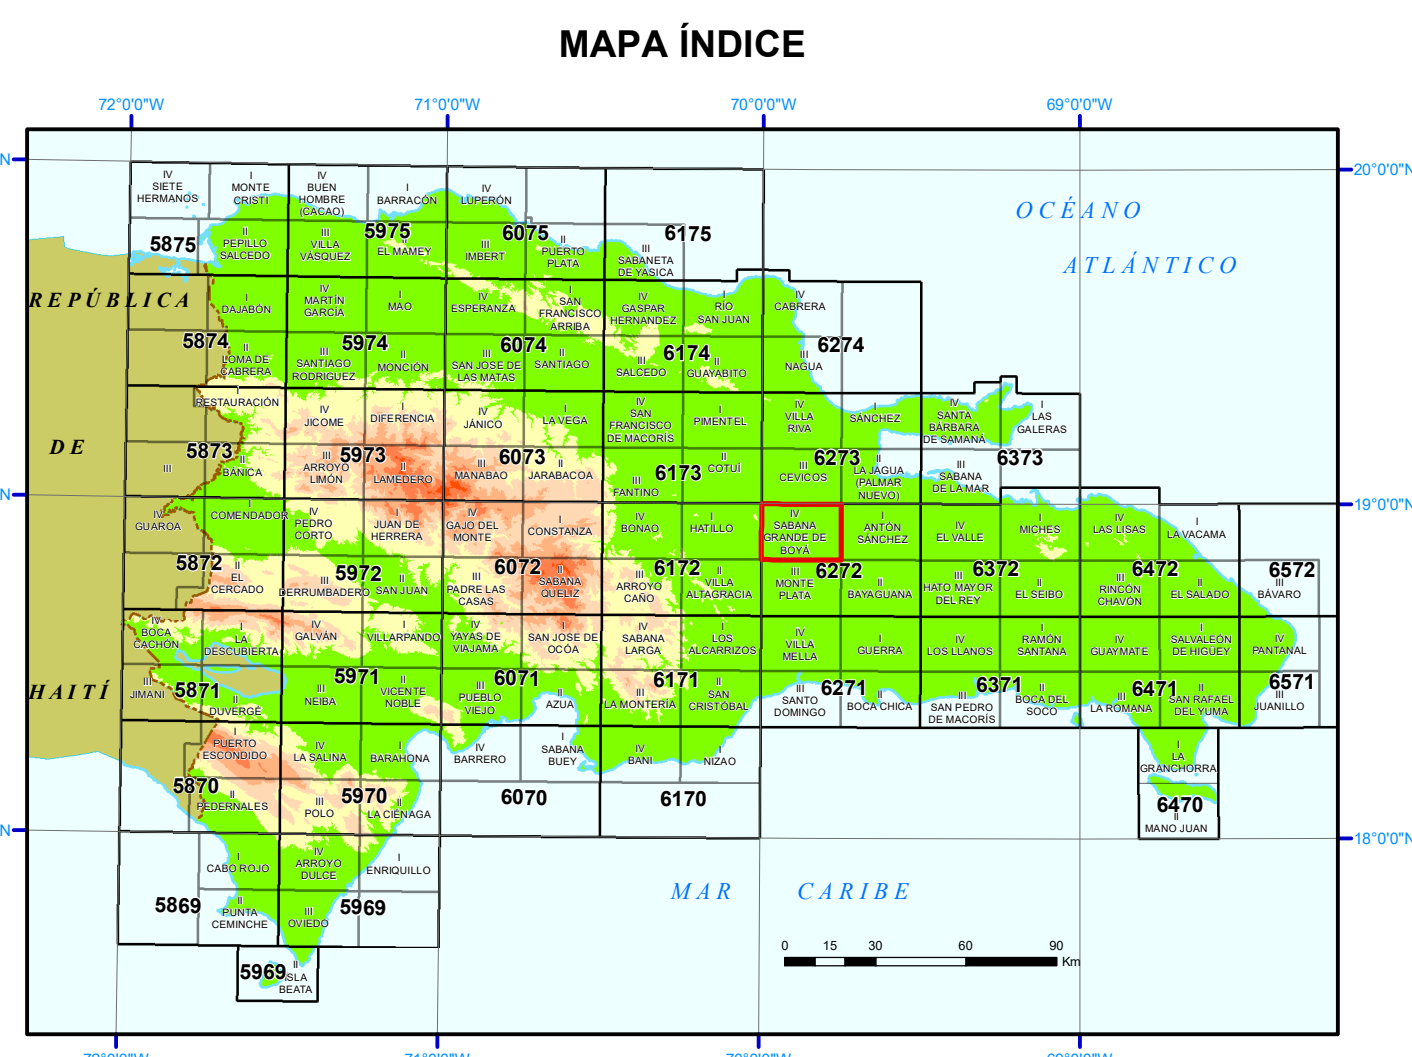 MAPA ÍNDICE
72°0'0"W
71°0'0"W
70°0'0"W
69°0'0"W
N
20°0'0"N
IV
SIETE
HERMANOS
I
MONTE
CRISTI
IV
BUEN
HOMBRE
(CACAO)
I
BARRACÓN
IV
LUPERÓN
OCÉANO
ATLÁNTICO
5875
II
PEPILLO
SALCEDO
III
VILLA
VÁSQUEZ
5975
II
EL MAMEY
III
IMBERT
6075
II
PUERTO
PLATA
III
SABANETA
DE YASICA
6175
REPÚBLICA
I
DAJABÓN
IV
MARTÍN
GARCÍA
I
MAO
IV
ESPERANZA
I
SAN
FRANCISCO
ARRIBA
IV
GASPAR
HERNANDEZ
I
RÍO
SAN JUAN
IV
CABRERA
5874
II
LOMA DE
CABRERA
III
SANTIAGO
RODRIGUEZ
5974
II
MONCIÓN
III
SAN JOSE DE
LAS MATAS
6074
II
SANTIAGO
III
SALCEDO
6174
II
GUAYABITO
III
NAGUA
6274
RESTAURACIÓN
IV
JICOME
I
DIFERENCIA
IV
JÁNICO
I
LA VEGA
IV
SAN
FRANCISCO
DE MACORÍS
I
PIMENTEL
IV
VILLA
RIVA
I
SÁNCHEZ
IV
SANTA
BÁRBARA
DE SAMANÁ
I
LAS
GALERAS
DE
III
5873
II
BÁNICA
III
ARROYO
LIMÓN
5973
II
LAMEDERO
III
MANABAO
6073
II
JARABACOA
III
FANTINO
6173
II
COTUÍ
III
CEVICOS
6273
II
LA JAGUA
(PALMAR
NUEVO)
III
SABANA
DE LA MAR
6373
N
19°0'0"N
IV
GUAROA
I
COMENDADOR
IV
PEDRO
CORTO
I
JUAN DE
HERRERA
IV
GAJO DEL
MONTE
I
CONSTANZA
IV
BONAO
I
HATILLO
IV
SABANA
GRANDE DE
BOYÁ
I
ANTÓN
SÁNCHEZ
IV
EL VALLE
I
MICHES
IV
LAS LISAS
I
LA VACAMA
5872
II
EL
CERCADO
III
DERRUMBADERO
5972
II
SAN JUAN
III
PADRE LAS
CASAS
6072
II
SABANA
QUELIZ
III
ARROYO
CAÑO
6172
II
VILLA
ALTAGRACIA
III
MONTE
PLATA
6272
II
BAYAGUANA
III
HATO MAYOR
DEL REY
6372
II
EL SEIBO
III
RINCÓN
CHAVÓN
6472
II
EL SALADO
6572
III
BÁVARO
IV
BOCA
CACHÓN
I
LA
DESCUBIERTA
IV
GALVÁN
I
VILLARPANDO
IV
YAYAS DE
VIAJAMA
I
SAN JOSE DE
OCÓA
IV
SABANA
LARGA
I
LOS
ALCARRIZOS
IV
VILLA
MELLA
I
GUERRA
IV
LOS LLANOS
I
RAMÓN
SANTANA
IV
GUAYMATE
I
SALVALEÓN
DE HIGÜEY
IV
PANTANAL
HAITÍ
III
JIMANI
5871
II
DUVERGÉ
III
NEIBA
5971
II
VICENTE
NOBLE
III
PUEBLO
VIEJO
6071
II
AZUA
III
LA MONTERÍA
6171
II
SAN
CRISTÓBAL
III
SANTO
DOMINGO
6271
II
BOCA CHICA
III
SAN PEDRO
DE MACORÍS
6371
II
BOCA DEL
SOCO
III
LA ROMANA
6471
II
SAN RAFAEL
DEL YUMA
6571
III
JUANILLO
I
PUERTO
ESCONDIDO
IV
LA SALINA
I
BARAHONA
IV
BARRERO
I
SABANA
BUEY
IV
BANI
I
NIZAO
I
LA
GRANCHORRA
5870
II
PEDERNALES
III
POLO
5970
II
LA CIÉNAGA
6070
6170
6470
II
MANO JUAN
N
18°0'0"N
I
CABO ROJO
IV
ARROYO
DULCE
I
ENRIQUILLO
MAR CARIBE
5869
II
PUNTA
CEMINCHE
III
OVIEDO
5969
5969
II
ISLA
BEATA
0 15 30 60 90
Km